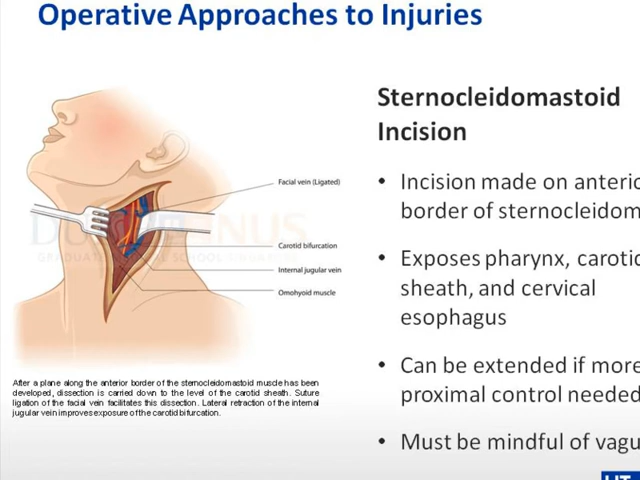 Operative Approaches to Injuries
Sternocleidomastoid
Incision
• Incision made on anterio
border of sternocleidom
• Exposes pharynx, carotid
sheath, and cervical
esophagus
• Can be extended if more
proximal control needed
• Must be mindful of vagu
Facial vein (Ligated)
Carotid bifurcation
Internal jugular vein
Omohyoid muscle
After a plane along the anterior border of the sternocleidomastoid muscle has been
developed, dissection is carried down to the level of the carotid sheath. Suture
ligation of the facial vein facilitates this dissection. Lateral retraction of the internal
jugular vein improves exposure of the carotid bifurcation.